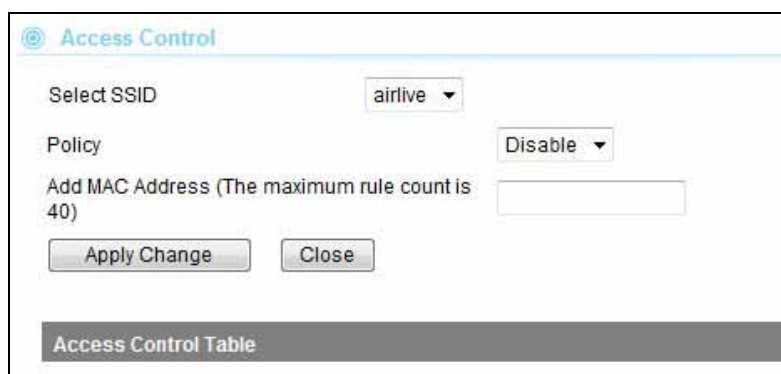 Access Control
Select SSID airlive
Policy Disable
Add MAC Address (The maximum rule count is
40)
Apply Change Close
Access Control Table